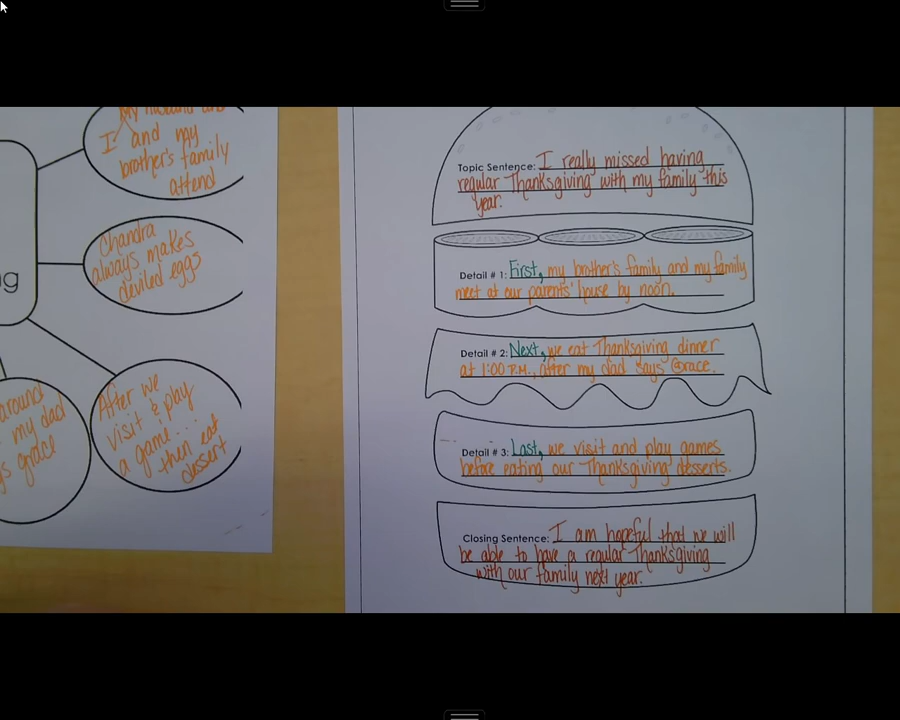 My husband and
I and my
brother's family
attend
Chandra
always makes
deviled eggs
After we
visit & play
a game...
then eat
dessert
around
my dad
grace
Topic Sentence: I really missed having
regular Thanksgiving with my family this
year.
Detail # 1: First, my brother's family and my family
meet at our parents' house by noon.
Detail # 2: Next, we eat Thanksgiving dinner
at 1:00 P.M., after my dad says Grace.
Detail # 3: Last, we visit and play games
before eating our Thanksgiving desserts.
Closing Sentence: I am hopeful that we will
be able to have a regular Thanksgiving
with our family next year.